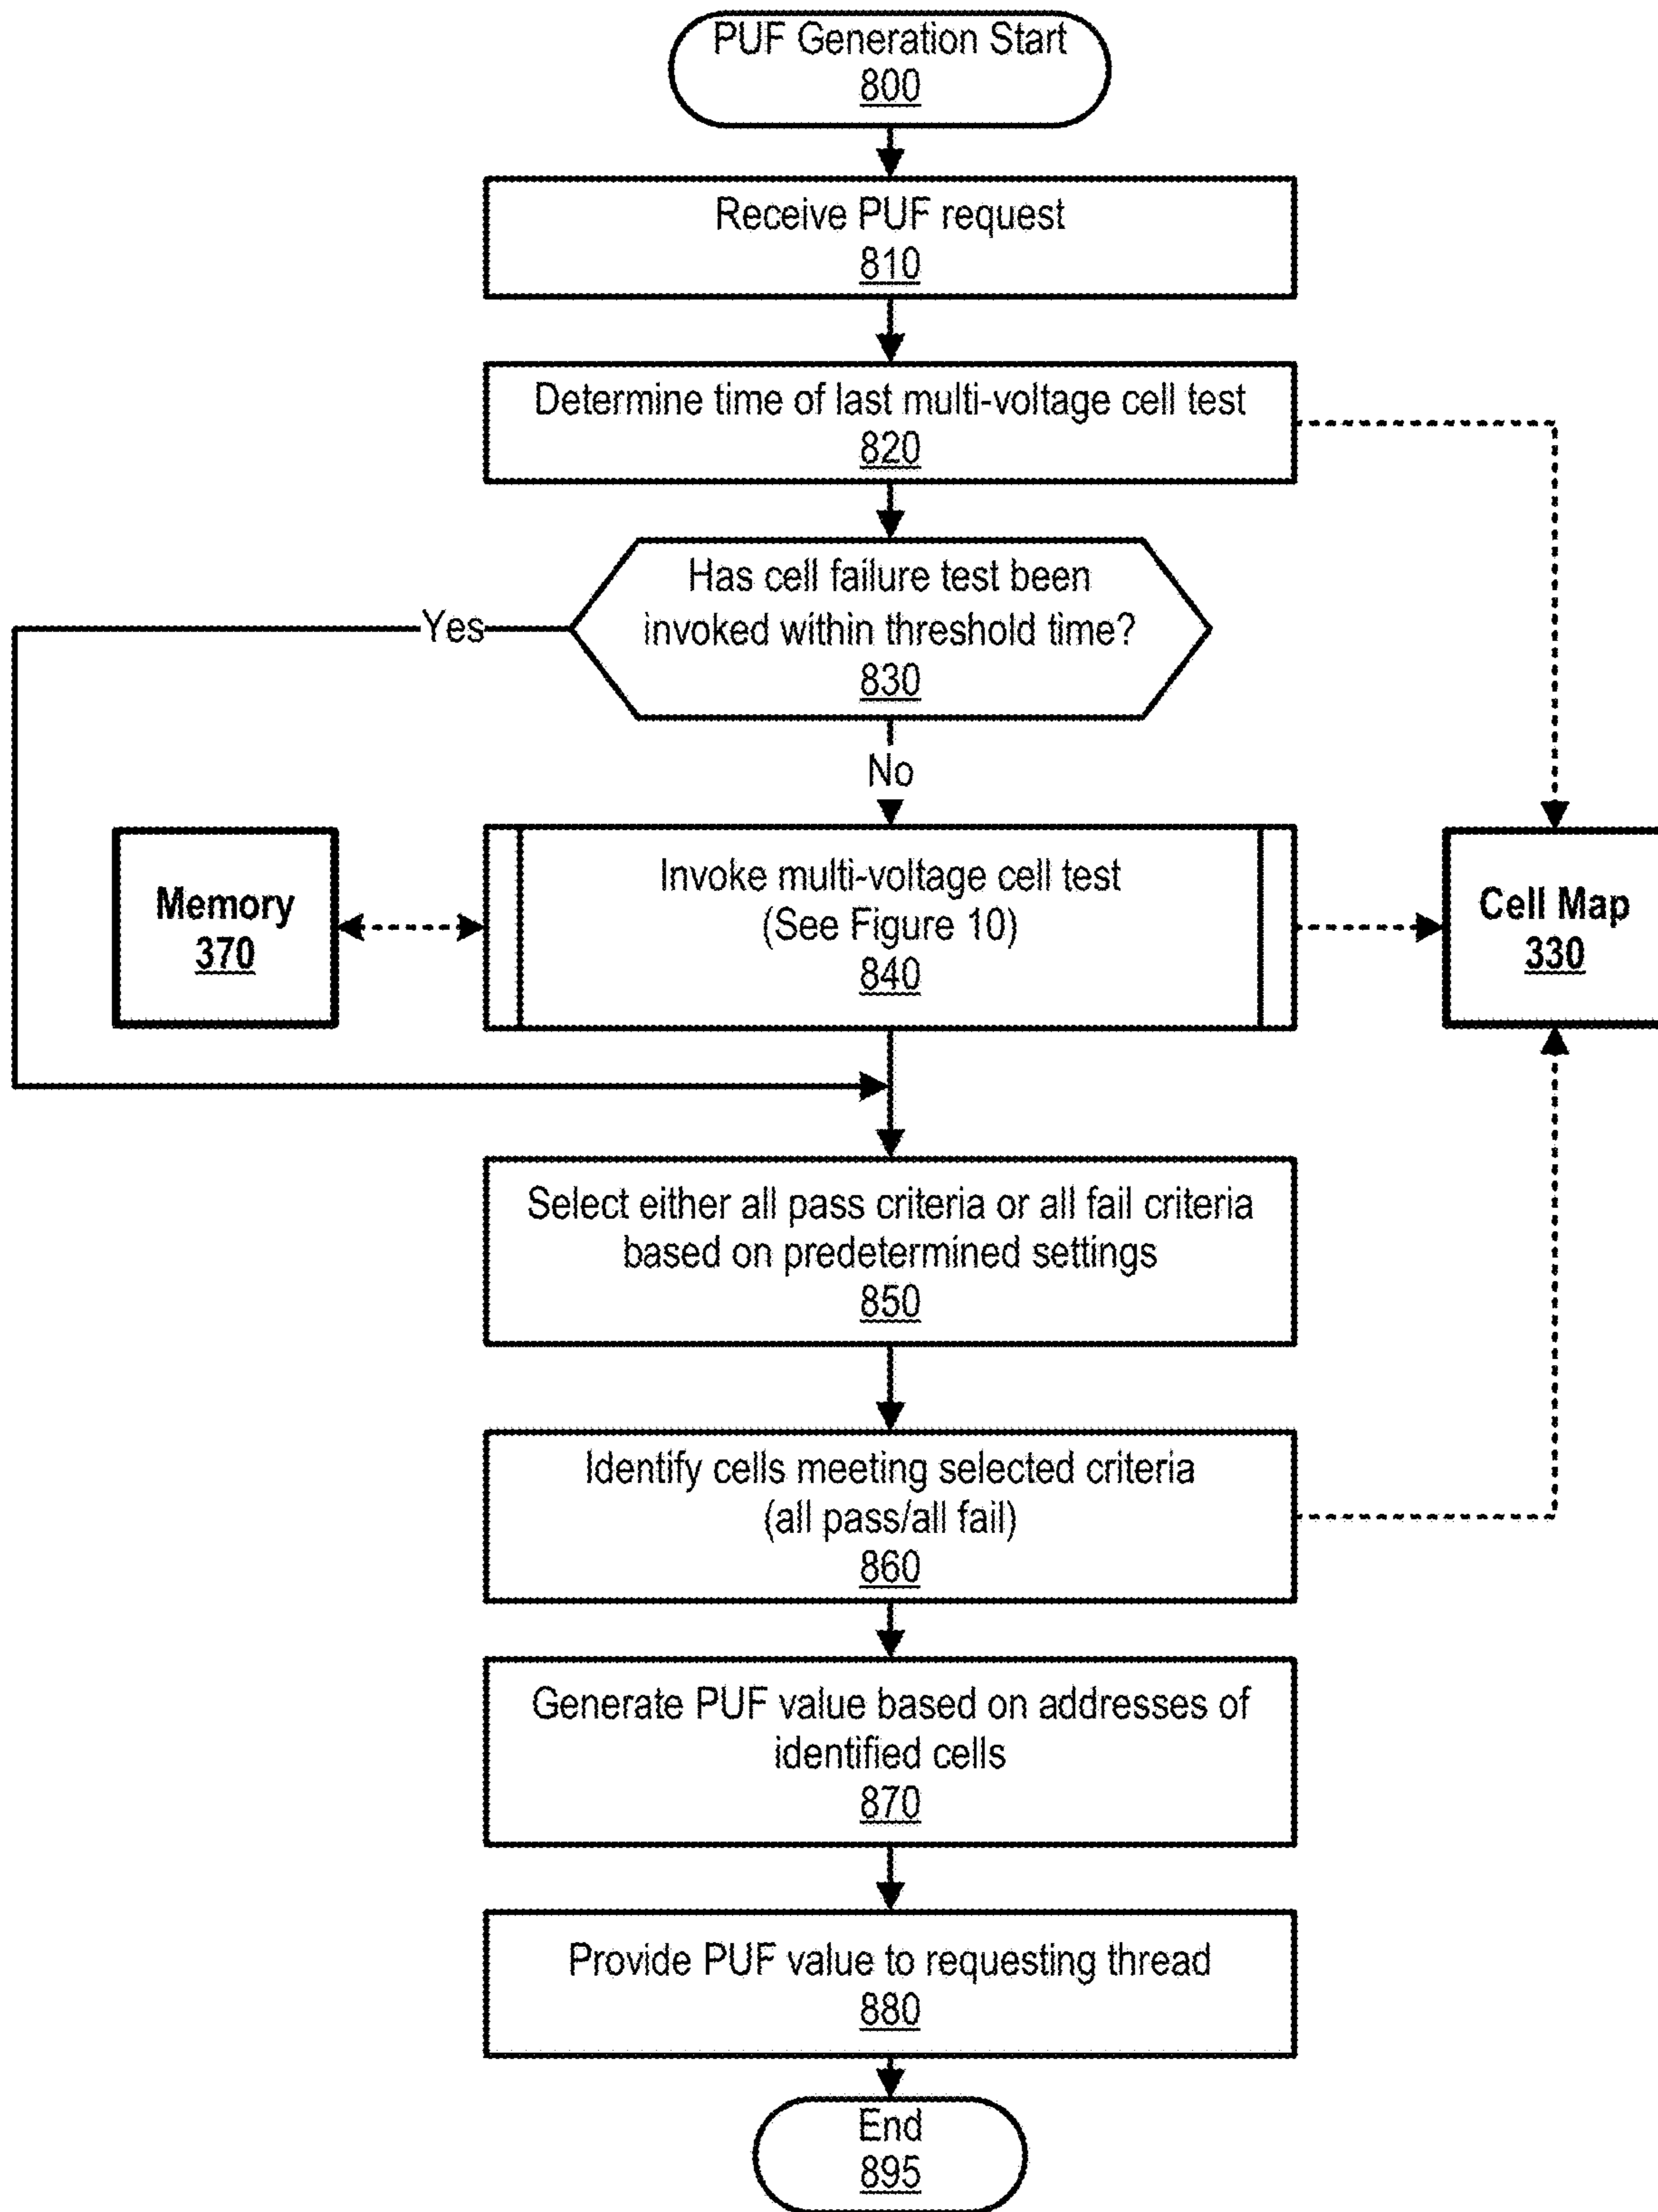 PUF Generation Start
800
Receive PUF request
810
Determine time of last multi-voltage cell test
820
Has cell failure test been
invoked within threshold time?
830
Yes
No
Memory
370
Invoke multi-voltage cell test
(See Figure 10)
840
Cell Map
330
Select either all pass criteria or all fail criteria
based on predetermined settings
850
Identify cells meeting selected criteria
(all pass/all fail)
860
Generate PUF value based on addresses of
identified cells
870
Provide PUF value to requesting thread
880
End
895